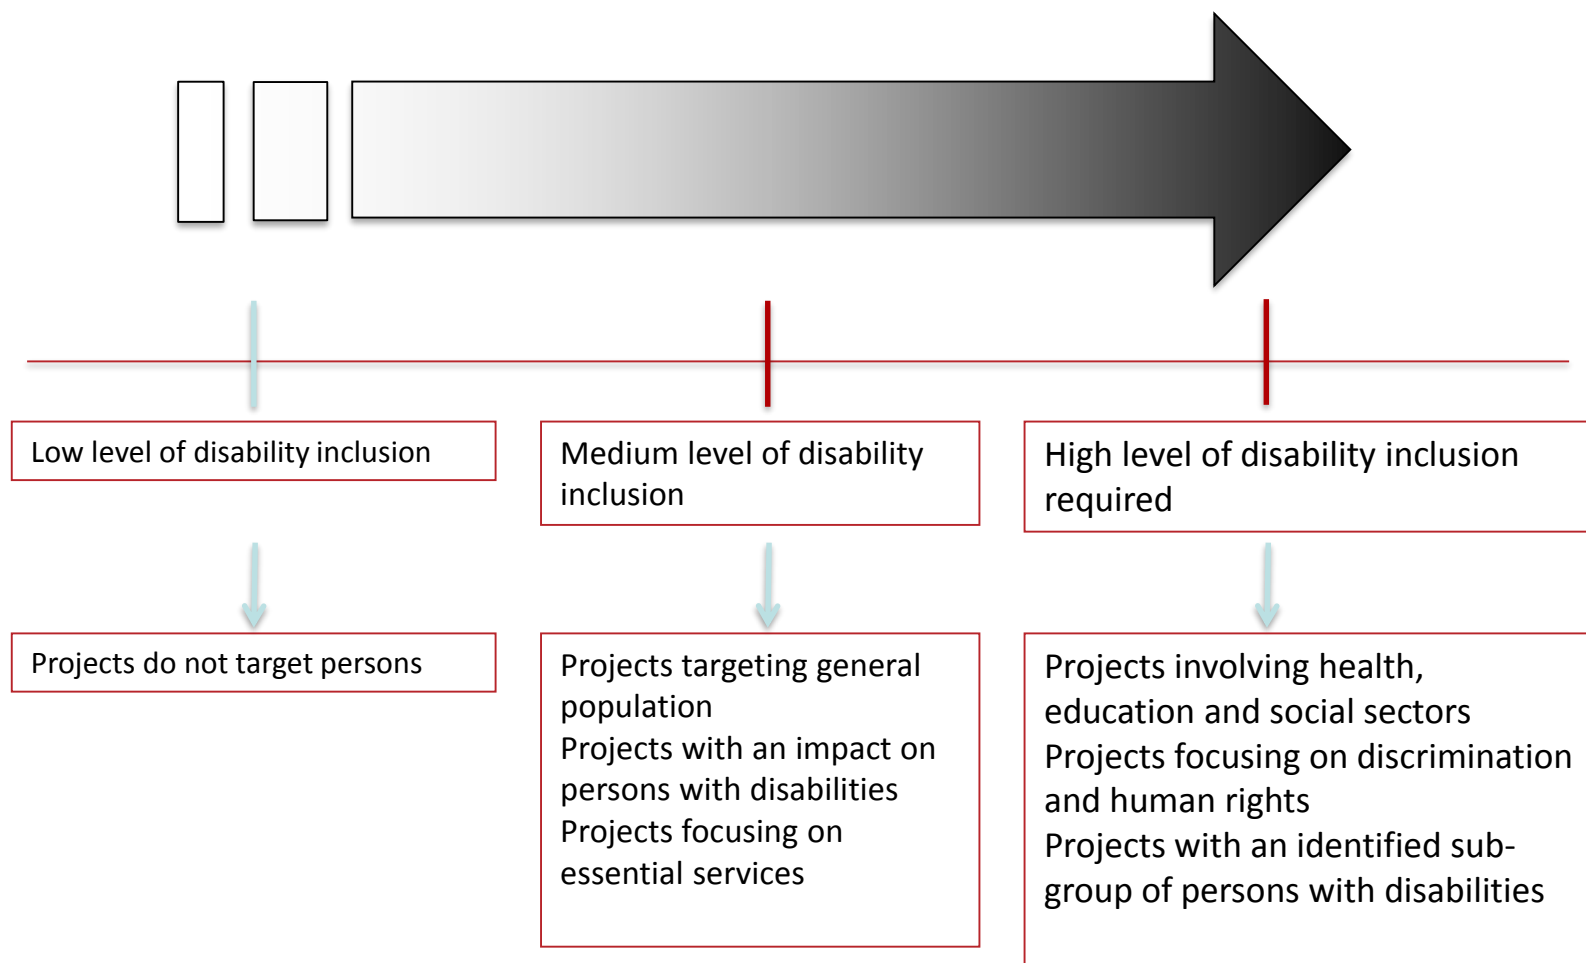 Low level of disability inclusion
Medium level of disability
inclusion
High level of disability inclusion
required
Projects do not target persons
Projects targeting general
population
Projects with an impact on
persons with disabilities
Projects focusing on
essential services
Projects involving health,
education and social sectors
Projects focusing on discrimination
and human rights
Projects with an identified sub-
group of persons with disabilities